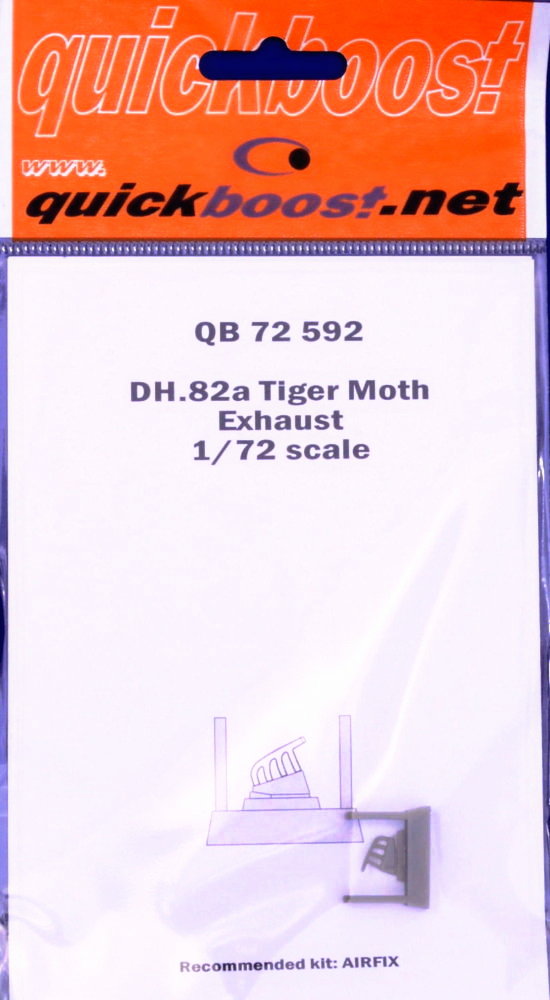 quickboost
www.
quickboost.net
QB 72 592
DH.82a Tiger Moth
Exhaust
1/72 scale
Recommended kit: AIRFIX